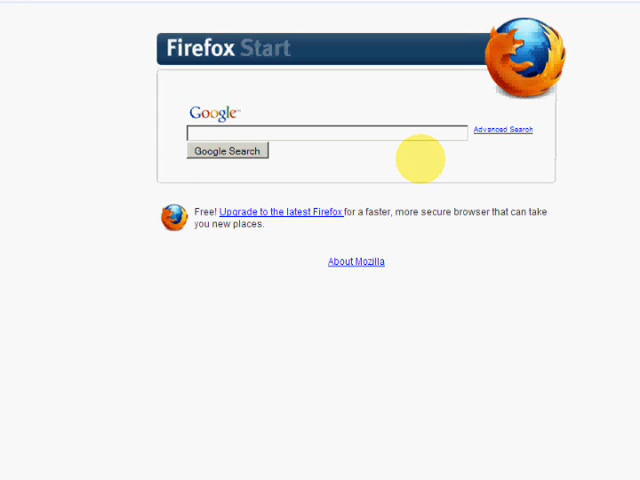 Firefox Start
Google™
Advanced Search
Google Search
Free! Upgrade to the latest Firefox for a faster, more secure browser that can take
you new places.
About Mozilla